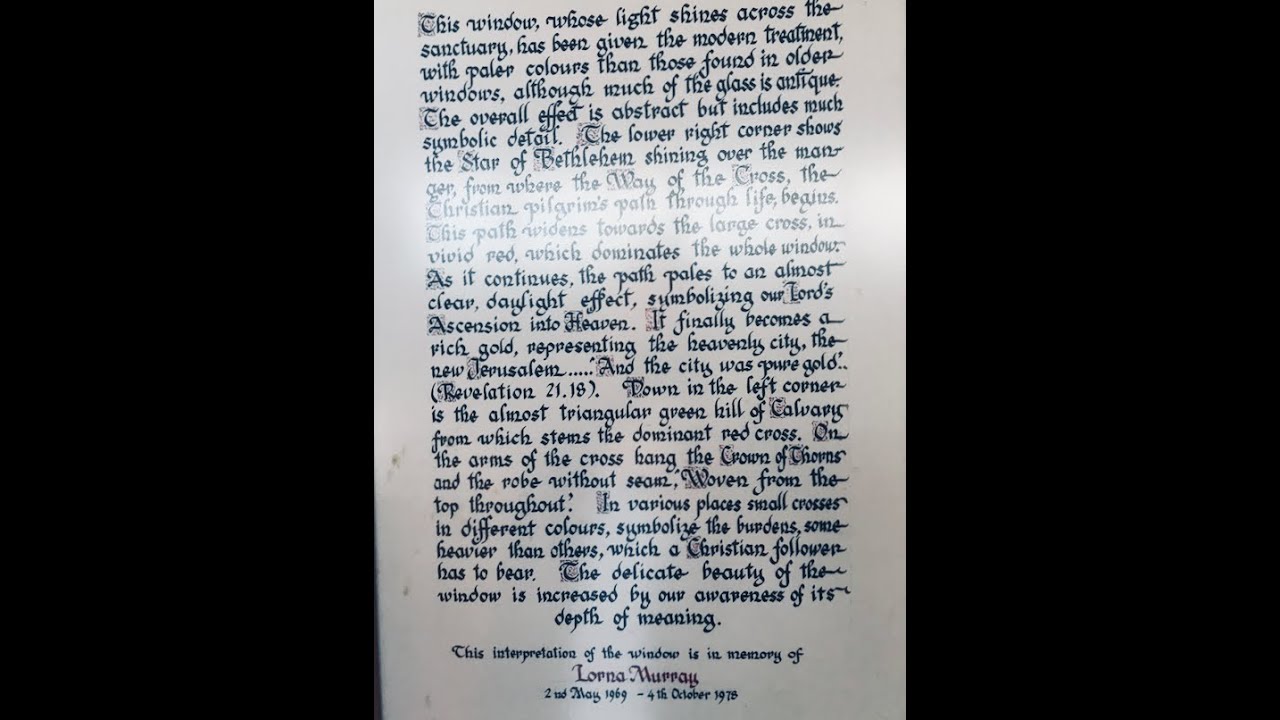 This window, whose light shines across the
sanctuary, has been given the modern treatment,
with paler colours than those found in older
windows, although much of the glass is antique.
The overall effect is abstract but includes much
symbolic detail. The lower right corner shows
the Star of Bethlehem shining over the man-
ger, from where the Way of the Cross, the
Christian pilgrim's path through life, begins.
This path widens towards the large cross, in
vivid red, which dominates the whole window.
As it continues, the path pales to an almost
clear, daylight effect, symbolizing our Lord's
Ascension into Heaven. It finally becomes a
rich gold, representing the heavenly city, the
new Jerusalem.....'And the city was pure gold'..
(Revelation 21.18). Down in the left corner
is the almost triangular green hill of Calvary
from which stems the dominant red cross. On
the arms of the cross hang the Crown of Thorns
and the robe without seam,'Woven from the
top throughout'. In various places small crosses
in different colours, symbolize the burdens, some
heavier than others, which a Christian follower
has to bear. The delicate beauty of the
window is increased by our awareness of its
depth of meaning.
This interpretation of the window is in memory of
Lorna Murray
2nd May 1969 - 4th October 1978